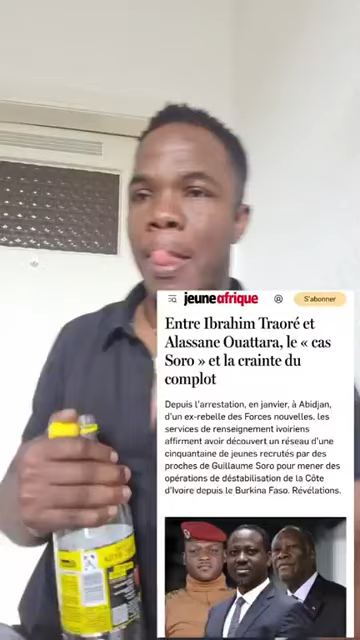 jeuneafrique
S'abonner
Entre Ibrahim Traoré et
Alassane Ouattara, le « cas
Soro » et la crainte du
complot
Depuis l'arrestation, en janvier, à Abidjan,
d'un ex-rebelle des Forces nouvelles, les
services de renseignement ivoiriens
affirment avoir découvert un réseau d'une
cinquantaine de jeunes recrutés par des
proches de Guillaume Soro pour mener des
opérations de déstabilisation de la Côte
d'Ivoire depuis le Burkina Faso. Révélations.